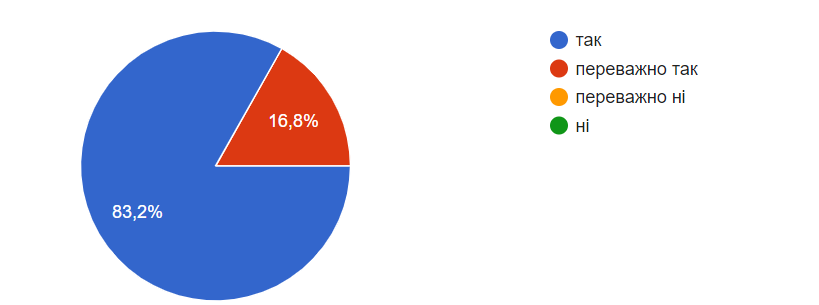 так
переважно так
переважно ні
ні
16,8%
83,2%